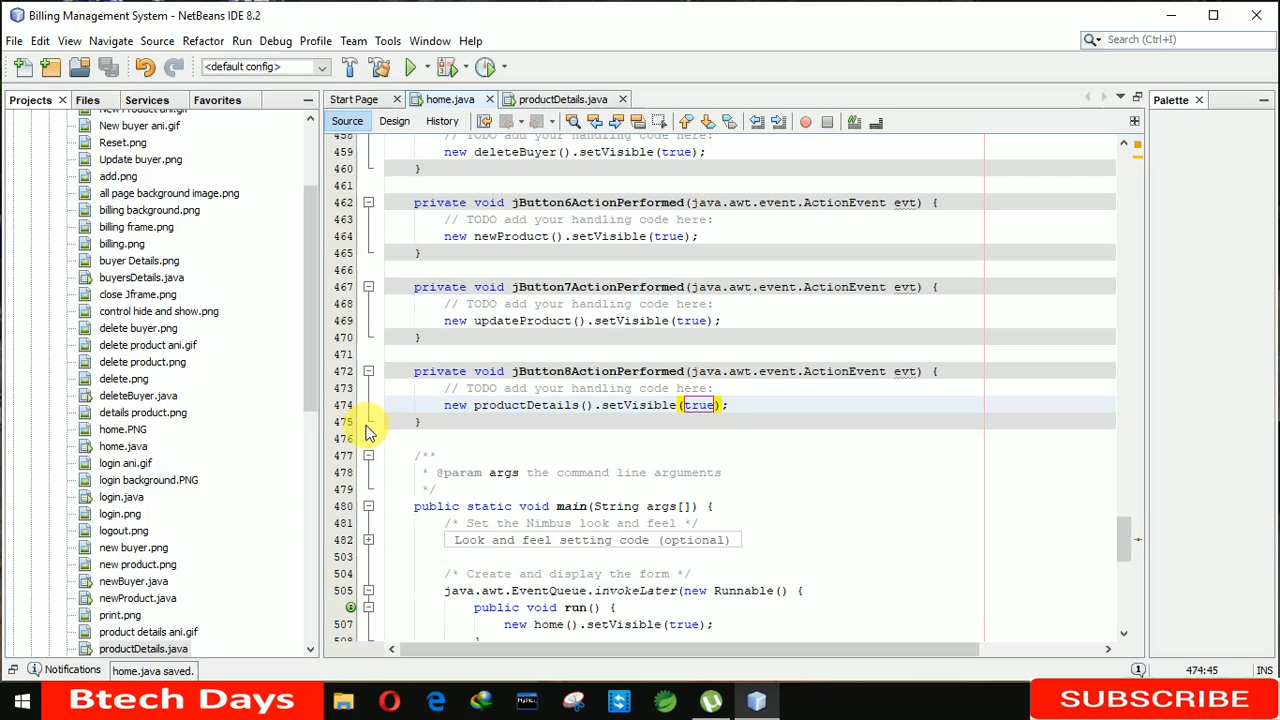 Billing Management System - NetBeans IDE 8.2
File Edit View Navigate Source Refactor Run Debug Profile Team Tools Window Help
Search (Ctrl+I)
<default config>
Projects Files Services Favorites
Start Page home.java productDetails.java
Palette
Source Design History
New Product ani.gif
New buyer ani.gif
Reset.png
Update buyer.png
add.png
all page background image.png
billing background.png
billing frame.png
billing.png
buyer Details.png
buyersDetails.java
close Jframe.png
control hide and show.png
delete buyer.png
delete product ani.gif
delete product.png
delete.png
deleteBuyer.java
details product.png
home.PNG
home.java
login ani.gif
login background.PNG
login.java
login.png
logout.png
new buyer.png
new product.png
newBuyer.java
newProduct.java
print.png
product details ani.gif
productDetails.java
458 // TODO add your handling code here:
459 new deleteBuyer().setVisible(true);
460 }
461
462 private void jButton6ActionPerformed(java.awt.event.ActionEvent evt) {
463 // TODO add your handling code here:
464 new newProduct().setVisible(true);
465 }
466
467 private void jButton7ActionPerformed(java.awt.event.ActionEvent evt) {
468 // TODO add your handling code here:
469 new updateProduct().setVisible(true);
470 }
471
472 private void jButton8ActionPerformed(java.awt.event.ActionEvent evt) {
473 // TODO add your handling code here:
474 new productDetails().setVisible(true);
475 }
476
477 /**
478 * @param args the command line arguments
479 */
480 public static void main(String args[]) {
481 /* Set the Nimbus look and feel */
482 Look and feel setting code (optional)
503
504 /* Create and display the form */
505 java.awt.EventQueue.invokeLater(new Runnable() {
public void run() {
507 new home().setVisible(true);
508 }
Notifications
home.java saved.
474:45
INS
Btech Days
SUBSCRIBE